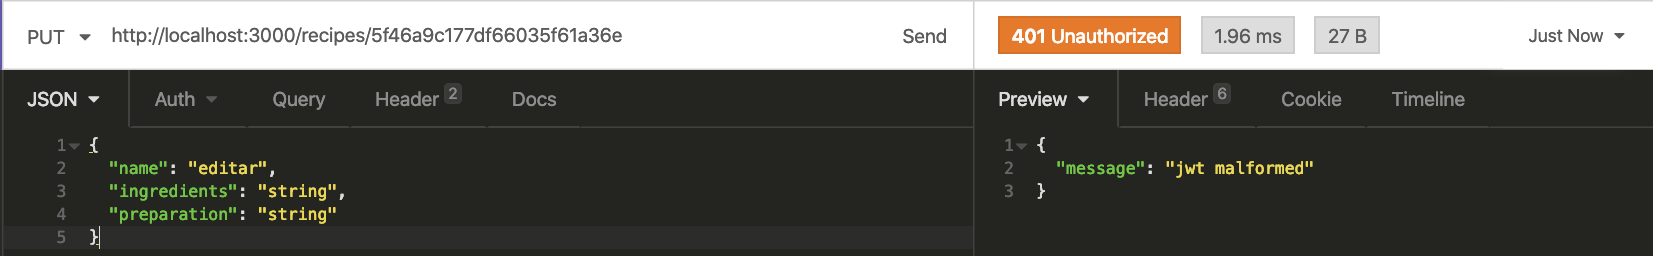 PUT http://localhost:3000/recipes/5f46a9c177df66035f61a36e Send 401 Unauthorized 1.96 ms 27 B Just Now
JSON Auth Query Header 2 Docs
1 {
2 "name": "editar",
3 "ingredients": "string",
4 "preparation": "string"
5 }
Preview Header 6 Cookie Timeline
1 {
2 "message": "jwt malformed"
3 }